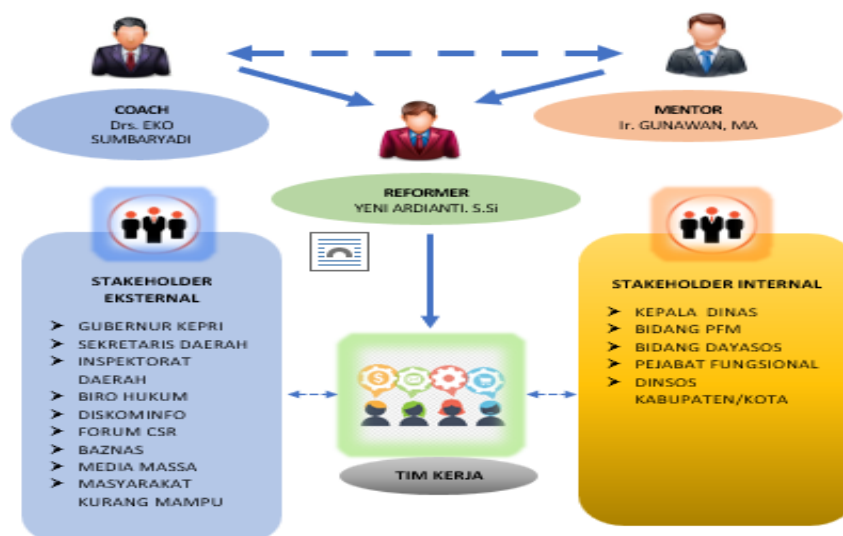 COACH
Drs. EKO
SUMBARYADI
MENTOR
Ir. GUNAWAN, MA
REFORMER
YENI ARDIANTI. S.Si
STAKEHOLDER
EKSTERNAL
➤ GUBERNUR KEPRI
➤ SEKRETARIS DAERAH
➤ INSPEKTORAT
DAERAH
➤ BIRO HUKUM
➤ DISKOMINFO
➤ FORUM CSR
➤ BAZNAS
➤ MEDIA MASSA
➤ MASYARAKAT
KURANG MAMPU
TIM KERJA
STAKEHOLDER INTERNAL
➤ KEPALA DINAS
➤ BIDANG PFM
➤ BIDANG DAYASOS
➤ PEJABAT FUNGSIONAL
➤ DINSOS
KABUPATEN/KOTA